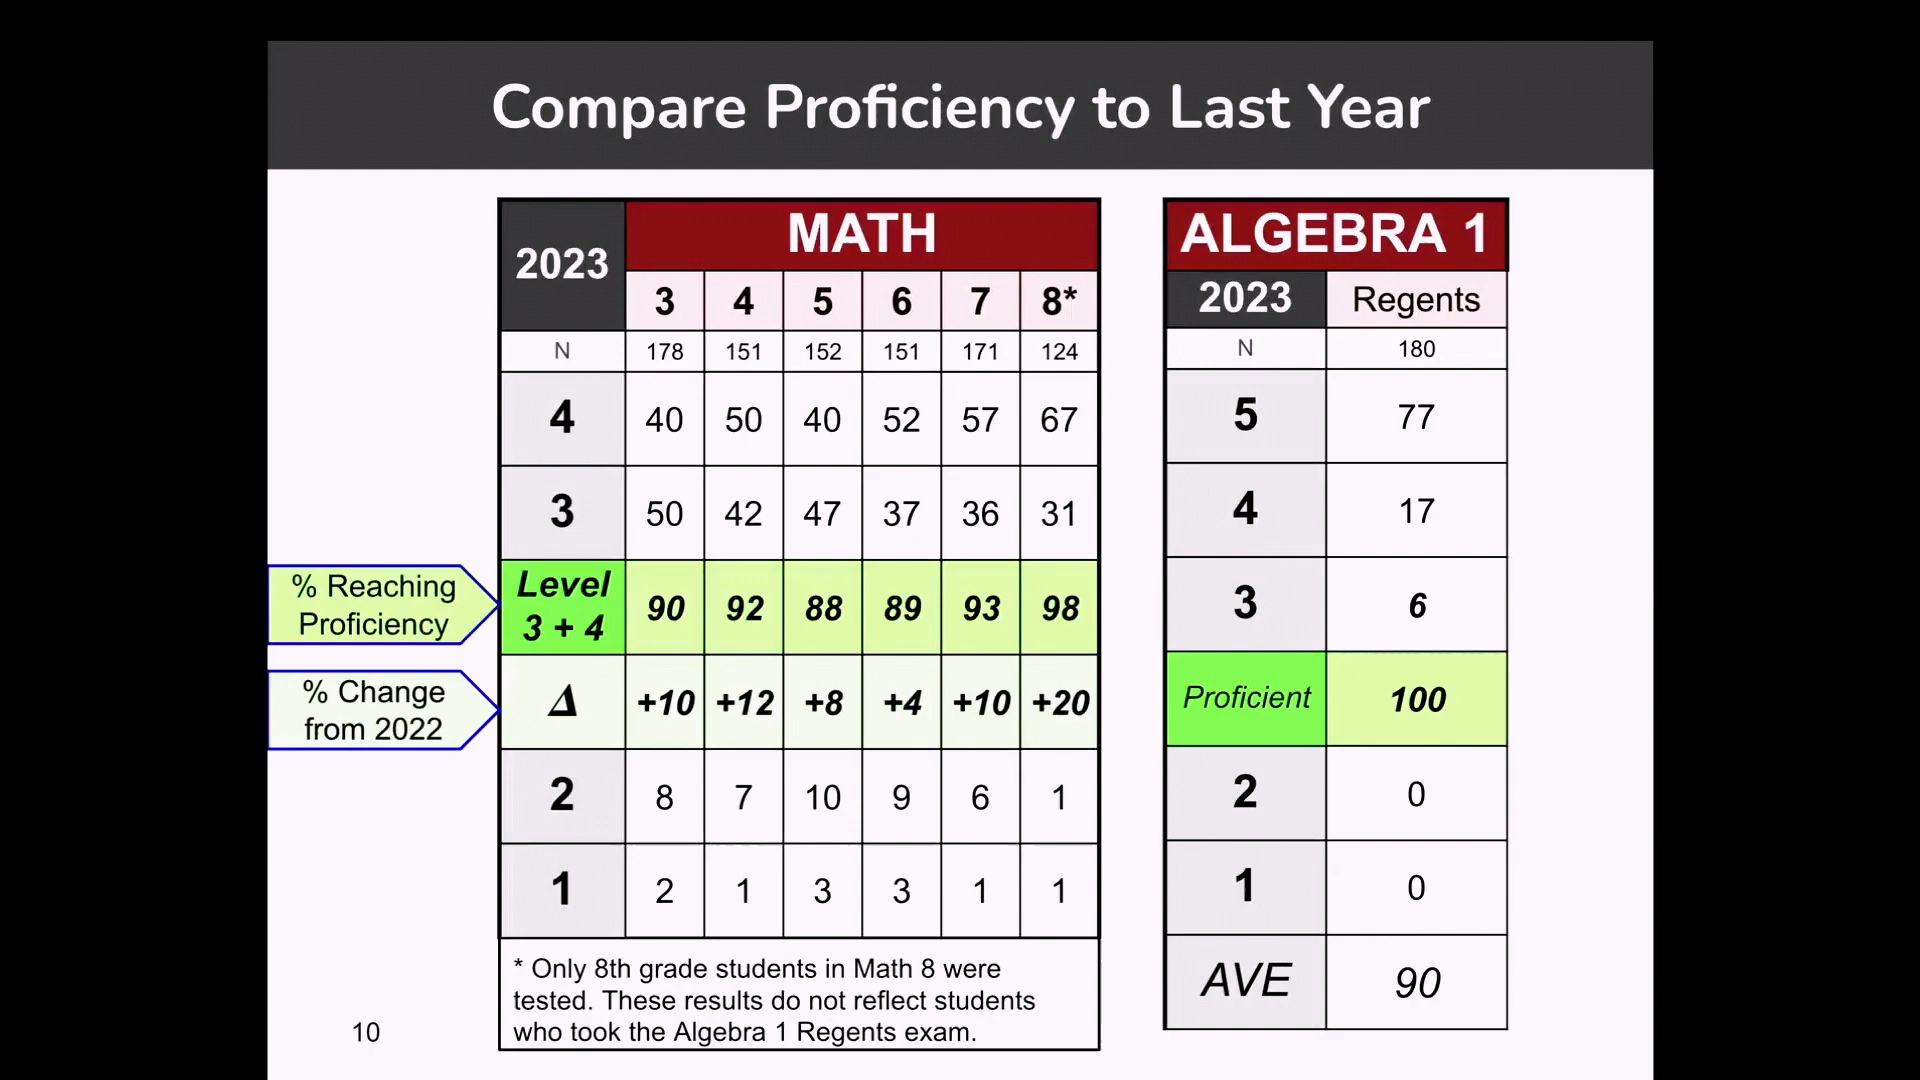 Compare Proficiency to Last Year
2023 MATH
3 4 5 6 7 8*
N 178 151 152 151 171 124
4 40 50 40 52 57 67
3 50 42 47 37 36 31
% Reaching
Proficiency
Level
3 + 4
90 92 88 89 93 98
% Change
from 2022
Δ +10 +12 +8 +4 +10 +20
2 8 7 10 9 6 1
1 2 1 3 3 1 1
* Only 8th grade students in Math 8 were
tested. These results do not reflect students
who took the Algebra 1 Regents exam.
ALGEBRA 1
2023 Regents
N 180
5 77
4 17
3 6
Proficient 100
2 0
1 0
AVE 90
10